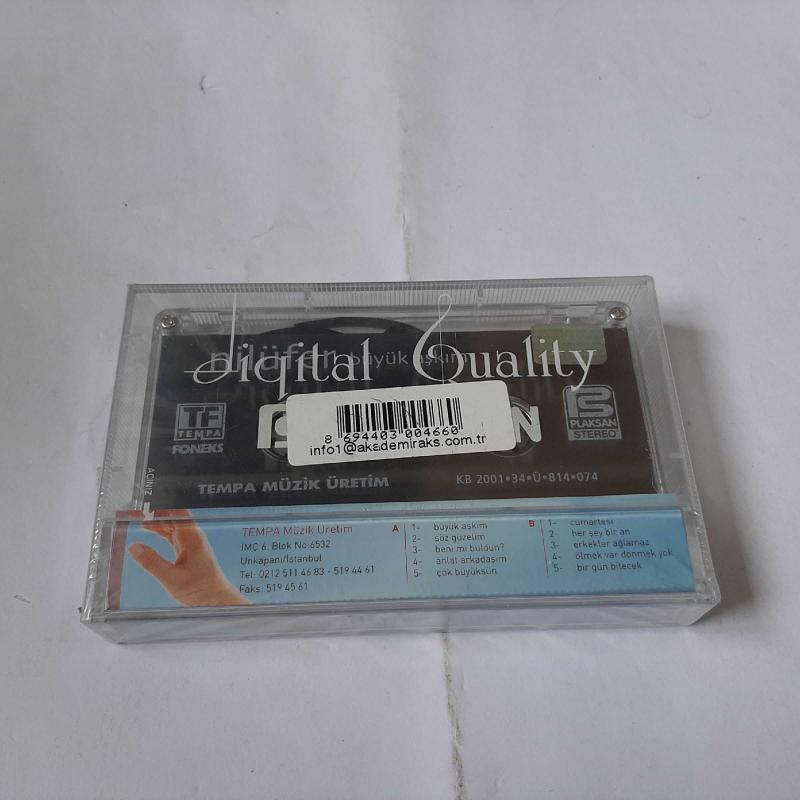 digital Quality
nilüfer büyük aşkım
TF
TEMPA
FONEKS
8 694403 004660
info1@akademiraks.com.tr
N
PLAKSAN
STEREO
TEMPA MÜZİK ÜRETİM
KB 2001•34•Ü•814•074
AÇINIZ
TEMPA Müzik Üretim
İMÇ 6. Blok No:6532
Unkapanı/İstanbul
Tel: 0212 511 46 83 - 519 44 61
Faks: 519 45 61
A
1- büyük aşkım
2- söz güzelim
3- beni mi buldun?
4- anlat arkadaşım
5- çok büyüksün
B
1- cumartesi
2- her şey bir an
3- erkekler ağlamaz
4- ölmek var dönmek yok
5- bir gün bitecek